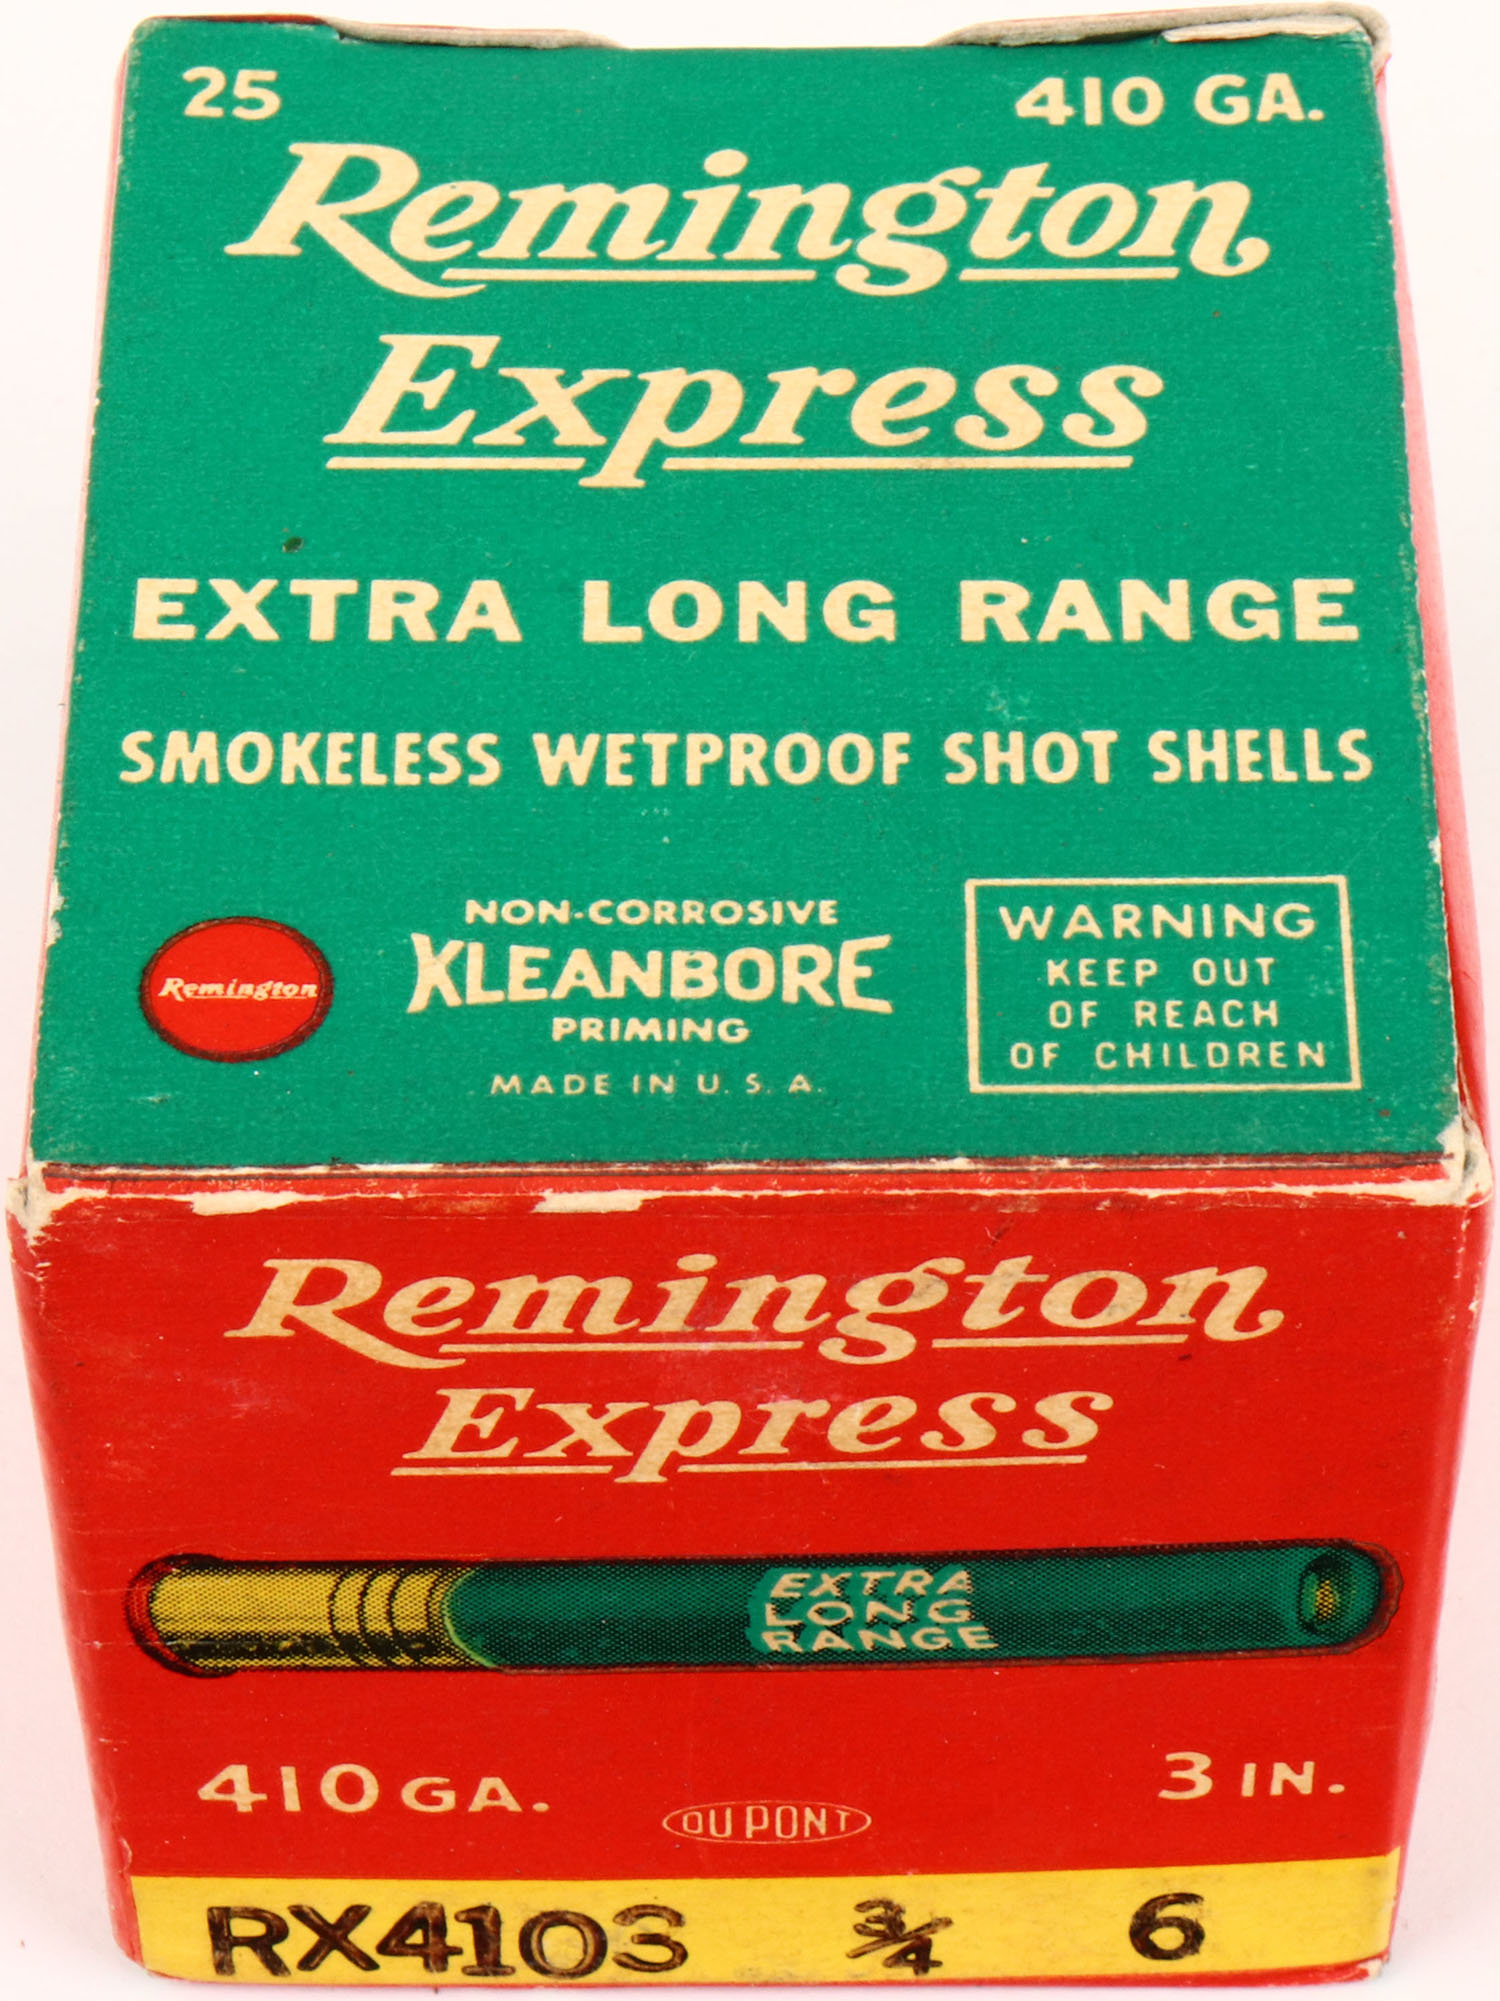 25 410 GA.
Remington
Express
EXTRA LONG RANGE
SMOKELESS WETPROOF SHOT SHELLS
Remington
NON-CORROSIVE
KLEANBORE
PRIMING
MADE IN U. S. A.
WARNING
KEEP OUT
OF REACH
OF CHILDREN
Remington
Express
EXTRA
LONG
RANGE
410 GA. 3 IN.
DU PONT
RX4103 3/4 6